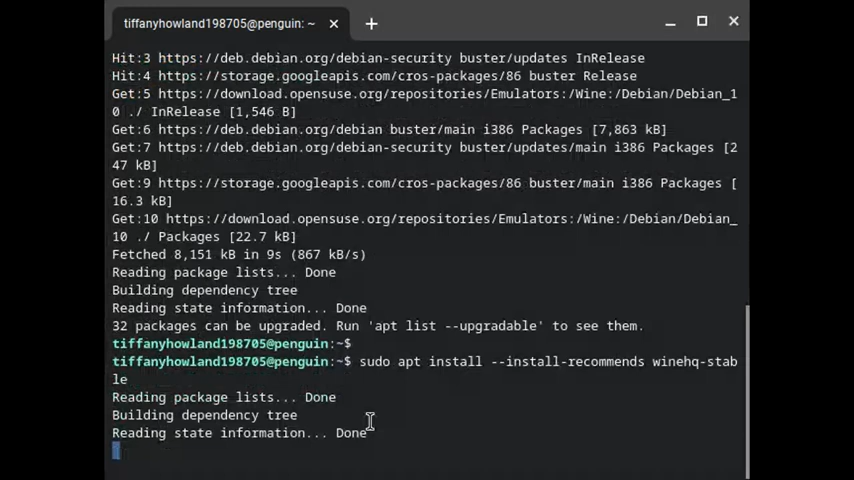 tiffanyhowland198705@penguin: ~
Hit:3 https://deb.debian.org/debian-security buster/updates InRelease
Hit:4 https://storage.googleapis.com/cros-packages/86 buster Release
Get:5 https://download.opensuse.org/repositories/Emulators:/Wine:/Debian/Debian_1
0 ./ InRelease [1,546 B]
Get:6 https://deb.debian.org/debian buster/main i386 Packages [7,863 kB]
Get:7 https://deb.debian.org/debian-security buster/updates/main i386 Packages [2
47 kB]
Get:9 https://storage.googleapis.com/cros-packages/86 buster/main i386 Packages [
16.3 kB]
Get:10 https://download.opensuse.org/repositories/Emulators:/Wine:/Debian/Debian_
10 ./ Packages [22.7 kB]
Fetched 8,151 kB in 9s (867 kB/s)
Reading package lists... Done
Building dependency tree
Reading state information... Done
32 packages can be upgraded. Run 'apt list --upgradable' to see them.
tiffanyhowland198705@penguin:~$
tiffanyhowland198705@penguin:~$ sudo apt install --install-recommends winehq-stab
le
Reading package lists... Done
Building dependency tree
Reading state information... Done